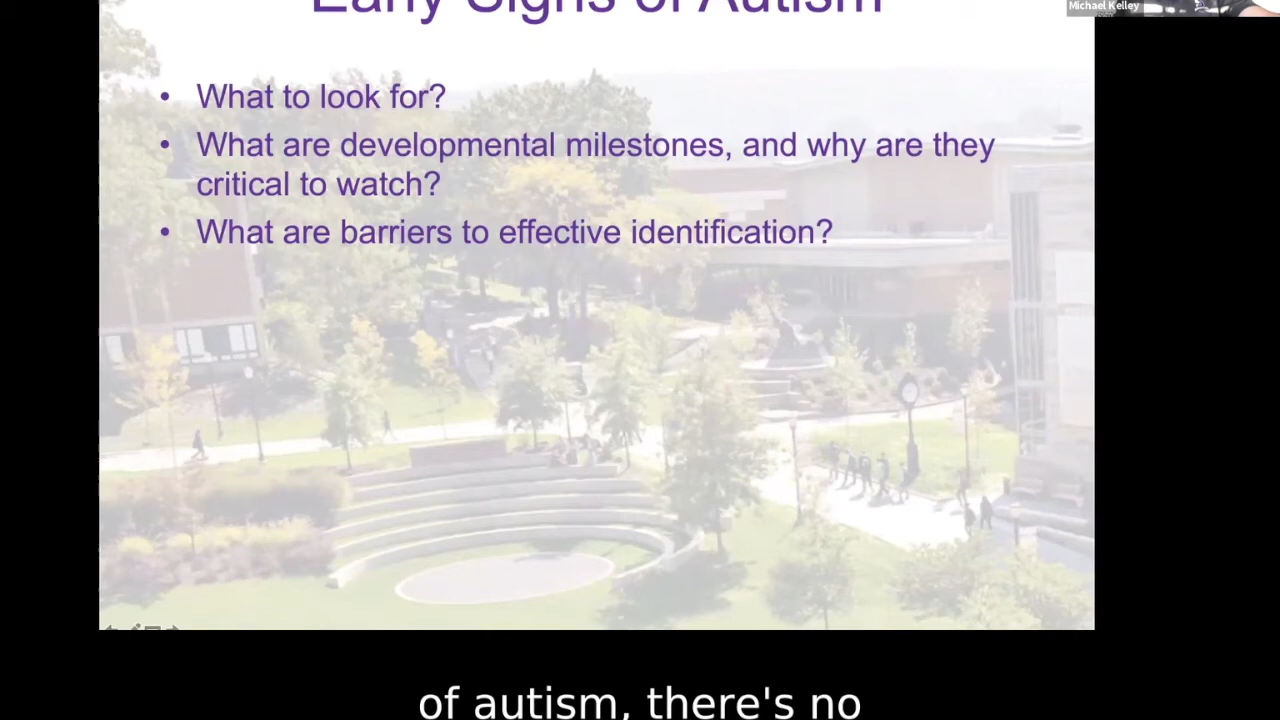 Early Signs of Autism
Michael Kelley
• What to look for?
• What are developmental milestones, and why are they
critical to watch?
• What are barriers to effective identification?
of autism, there's no